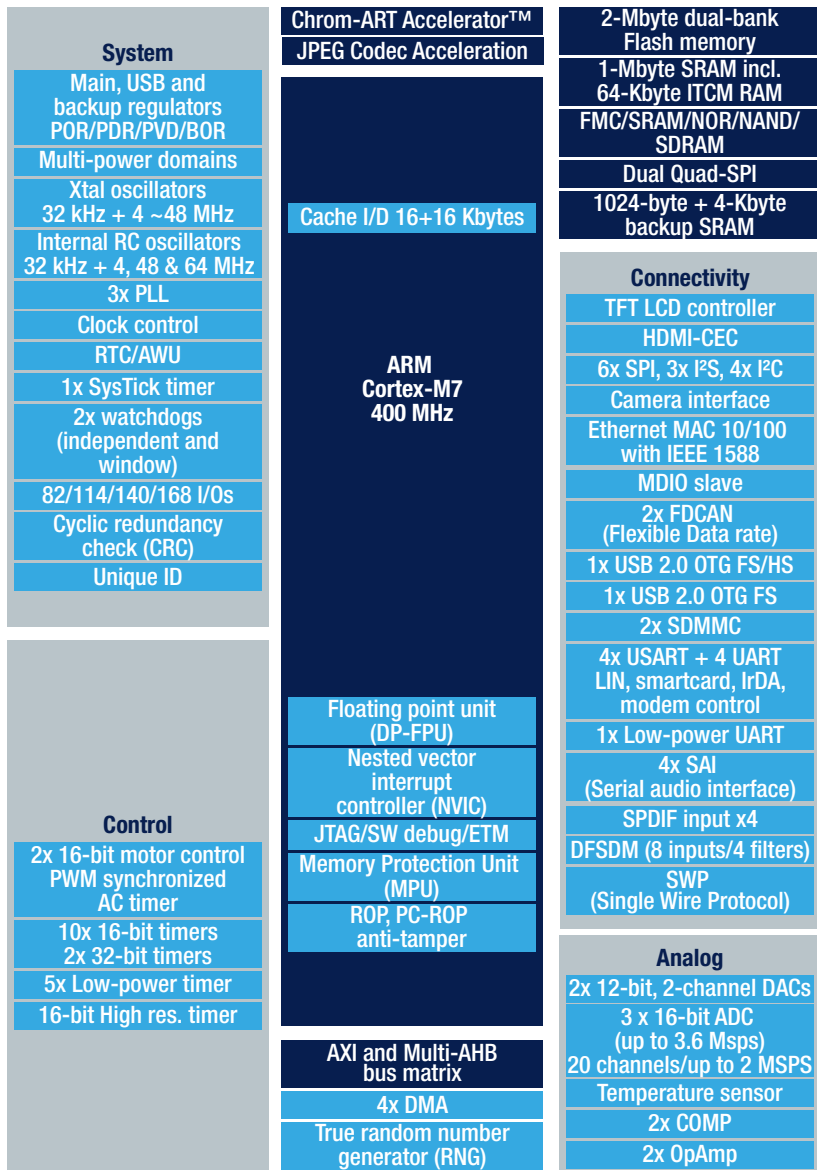 System
Main, USB and
backup regulators
POR/PDR/PVD/BOR
Multi-power domains
Xtal oscillators
32 kHz + 4 ~48 MHz
Internal RC oscillators
32 kHz + 4, 48 & 64 MHz
3x PLL
Clock control
RTC/AWU
1x SysTick timer
2x watchdogs
(independent and
window)
82/114/140/168 I/Os
Cyclic redundancy
check (CRC)
Unique ID
Control
2x 16-bit motor control
PWM synchronized
AC timer
10x 16-bit timers
2x 32-bit timers
5x Low-power timer
16-bit High res. timer
Chrom-ART Accelerator™
JPEG Codec Acceleration
Cache I/D 16+16 Kbytes
ARM
Cortex-M7
400 MHz
Floating point unit
(DP-FPU)
Nested vector
interrupt
controller (NVIC)
JTAG/SW debug/ETM
Memory Protection Unit
(MPU)
ROP, PC-ROP
anti-tamper
AXI and Multi-AHB
bus matrix
4x DMA
True random number
generator (RNG)
2-Mbyte dual-bank
Flash memory
1-Mbyte SRAM incl.
64-Kbyte ITCM RAM
FMC/SRAM/NOR/NAND/
SDRAM
Dual Quad-SPI
1024-byte + 4-Kbyte
backup SRAM
Connectivity
TFT LCD controller
HDMI-CEC
6x SPI, 3x I²S, 4x I²C
Camera interface
Ethernet MAC 10/100
with IEEE 1588
MDIO slave
2x FDCAN
(Flexible Data rate)
1x USB 2.0 OTG FS/HS
1x USB 2.0 OTG FS
2x SDMMC
4x USART + 4 UART
LIN, smartcard, IrDA,
modem control
1x Low-power UART
4x SAI
(Serial audio interface)
SPDIF input x4
DFSDM (8 inputs/4 filters)
SWP
(Single Wire Protocol)
Analog
2x 12-bit, 2-channel DACs
3 x 16-bit ADC
(up to 3.6 Msps)
20 channels/up to 2 MSPS
Temperature sensor
2x COMP
2x OpAmp